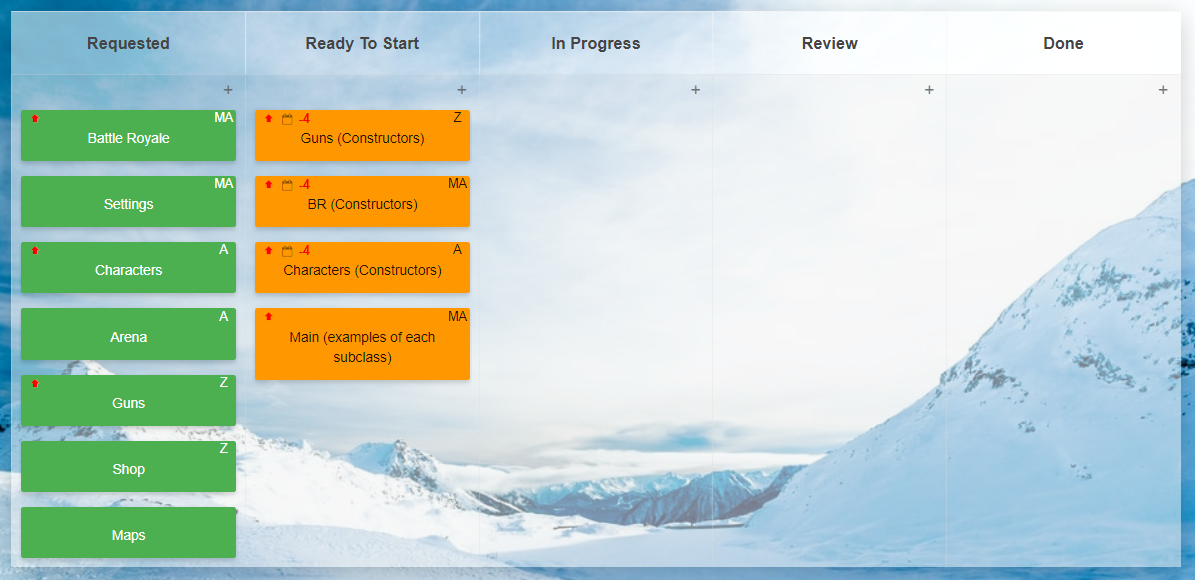 Requested
Ready To Start
In Progress
Review
Done
+
+
+
+
+
MA
Battle Royale
MA
Settings
A
Characters
A
Arena
Z
Guns
Z
Shop
Maps
-4
Z
Guns (Constructors)
-4
MA
BR (Constructors)
-4
A
Characters (Constructors)
MA
Main (examples of each
subclass)